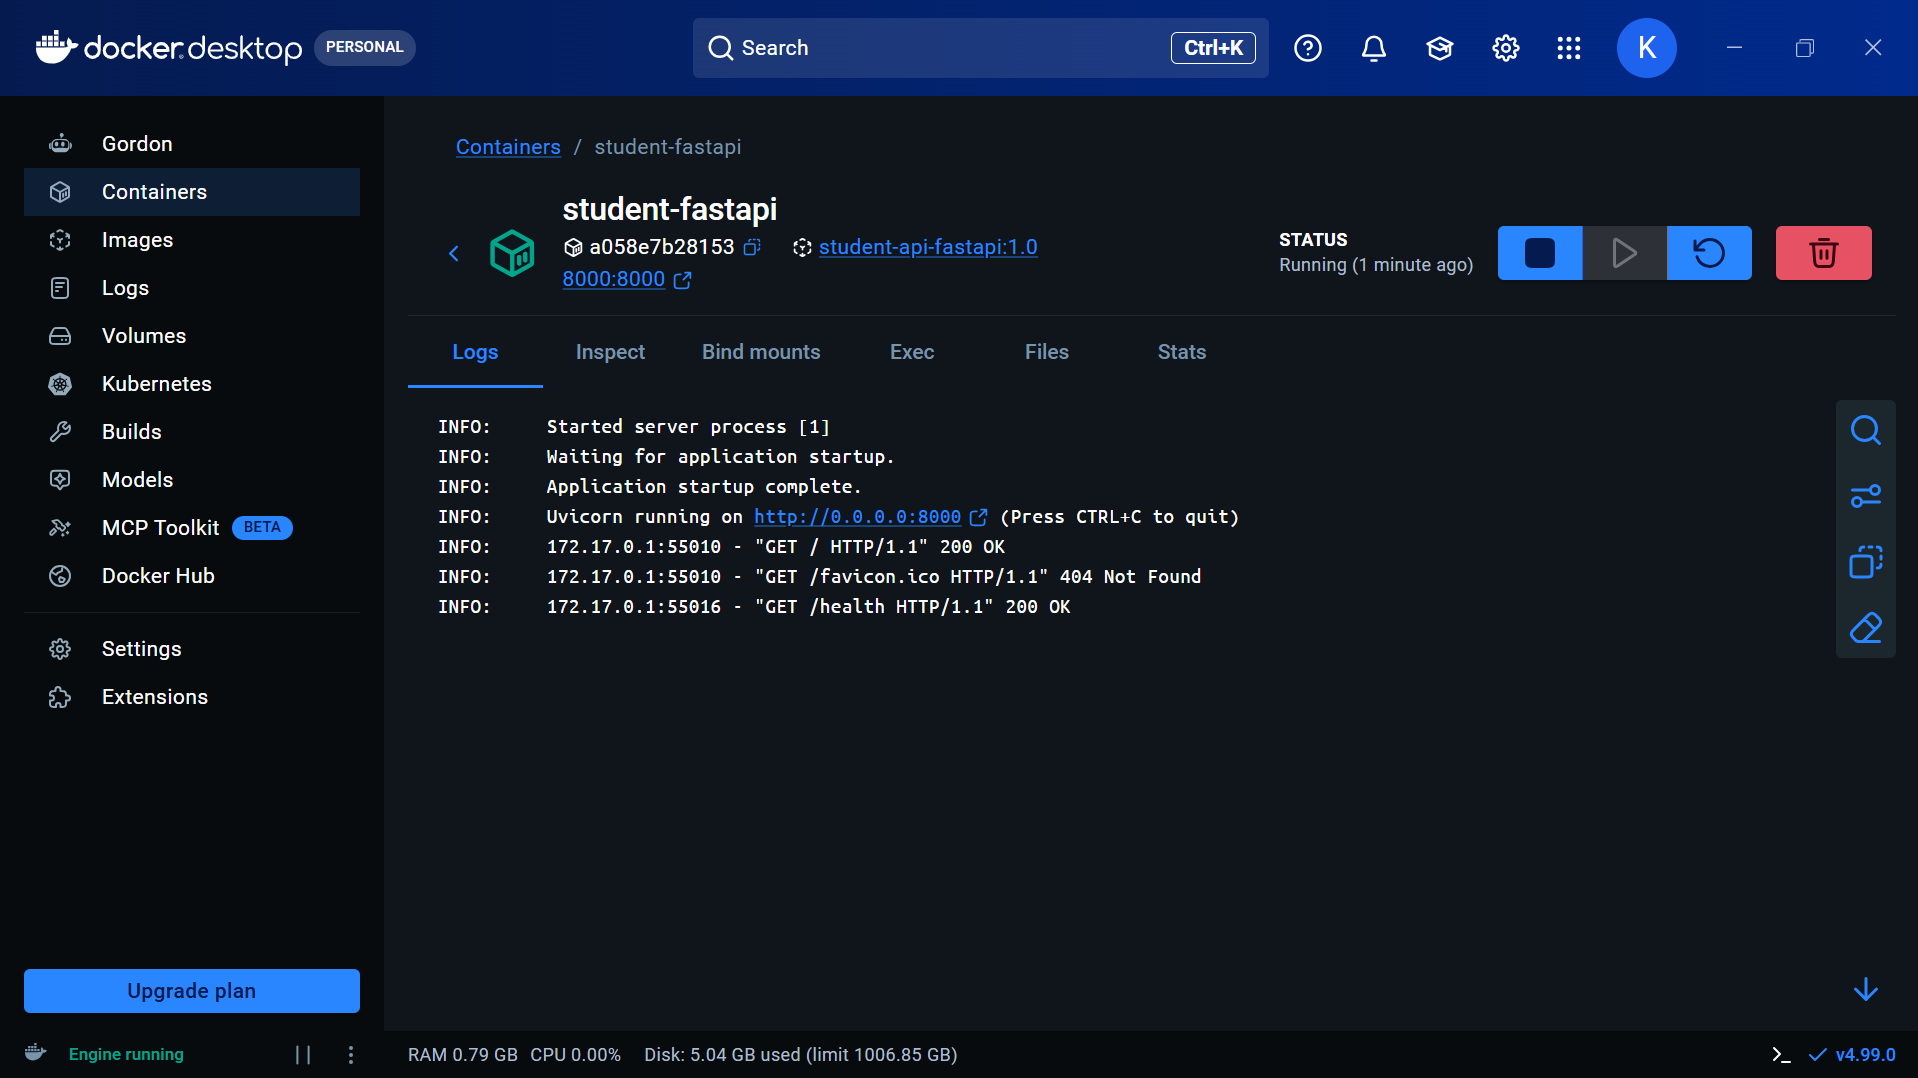 docker.desktop PERSONAL
Search Ctrl+K
K
Gordon
Containers
Images
Logs
Volumes
Kubernetes
Builds
Models
MCP Toolkit BETA
Docker Hub
Settings
Extensions
Upgrade plan
Containers / student-fastapi
student-fastapi
a058e7b28153 student-api-fastapi:1.0
8000:8000
STATUS
Running (1 minute ago)
Logs Inspect Bind mounts Exec Files Stats
INFO: Started server process [1]
INFO: Waiting for application startup.
INFO: Application startup complete.
INFO: Uvicorn running on http://0.0.0.0:8000 (Press CTRL+C to quit)
INFO: 172.17.0.1:55010 - "GET / HTTP/1.1" 200 OK
INFO: 172.17.0.1:55010 - "GET /favicon.ico HTTP/1.1" 404 Not Found
INFO: 172.17.0.1:55016 - "GET /health HTTP/1.1" 200 OK
Engine running
RAM 0.79 GB CPU 0.00% Disk: 5.04 GB used (limit 1006.85 GB)
v4.99.0